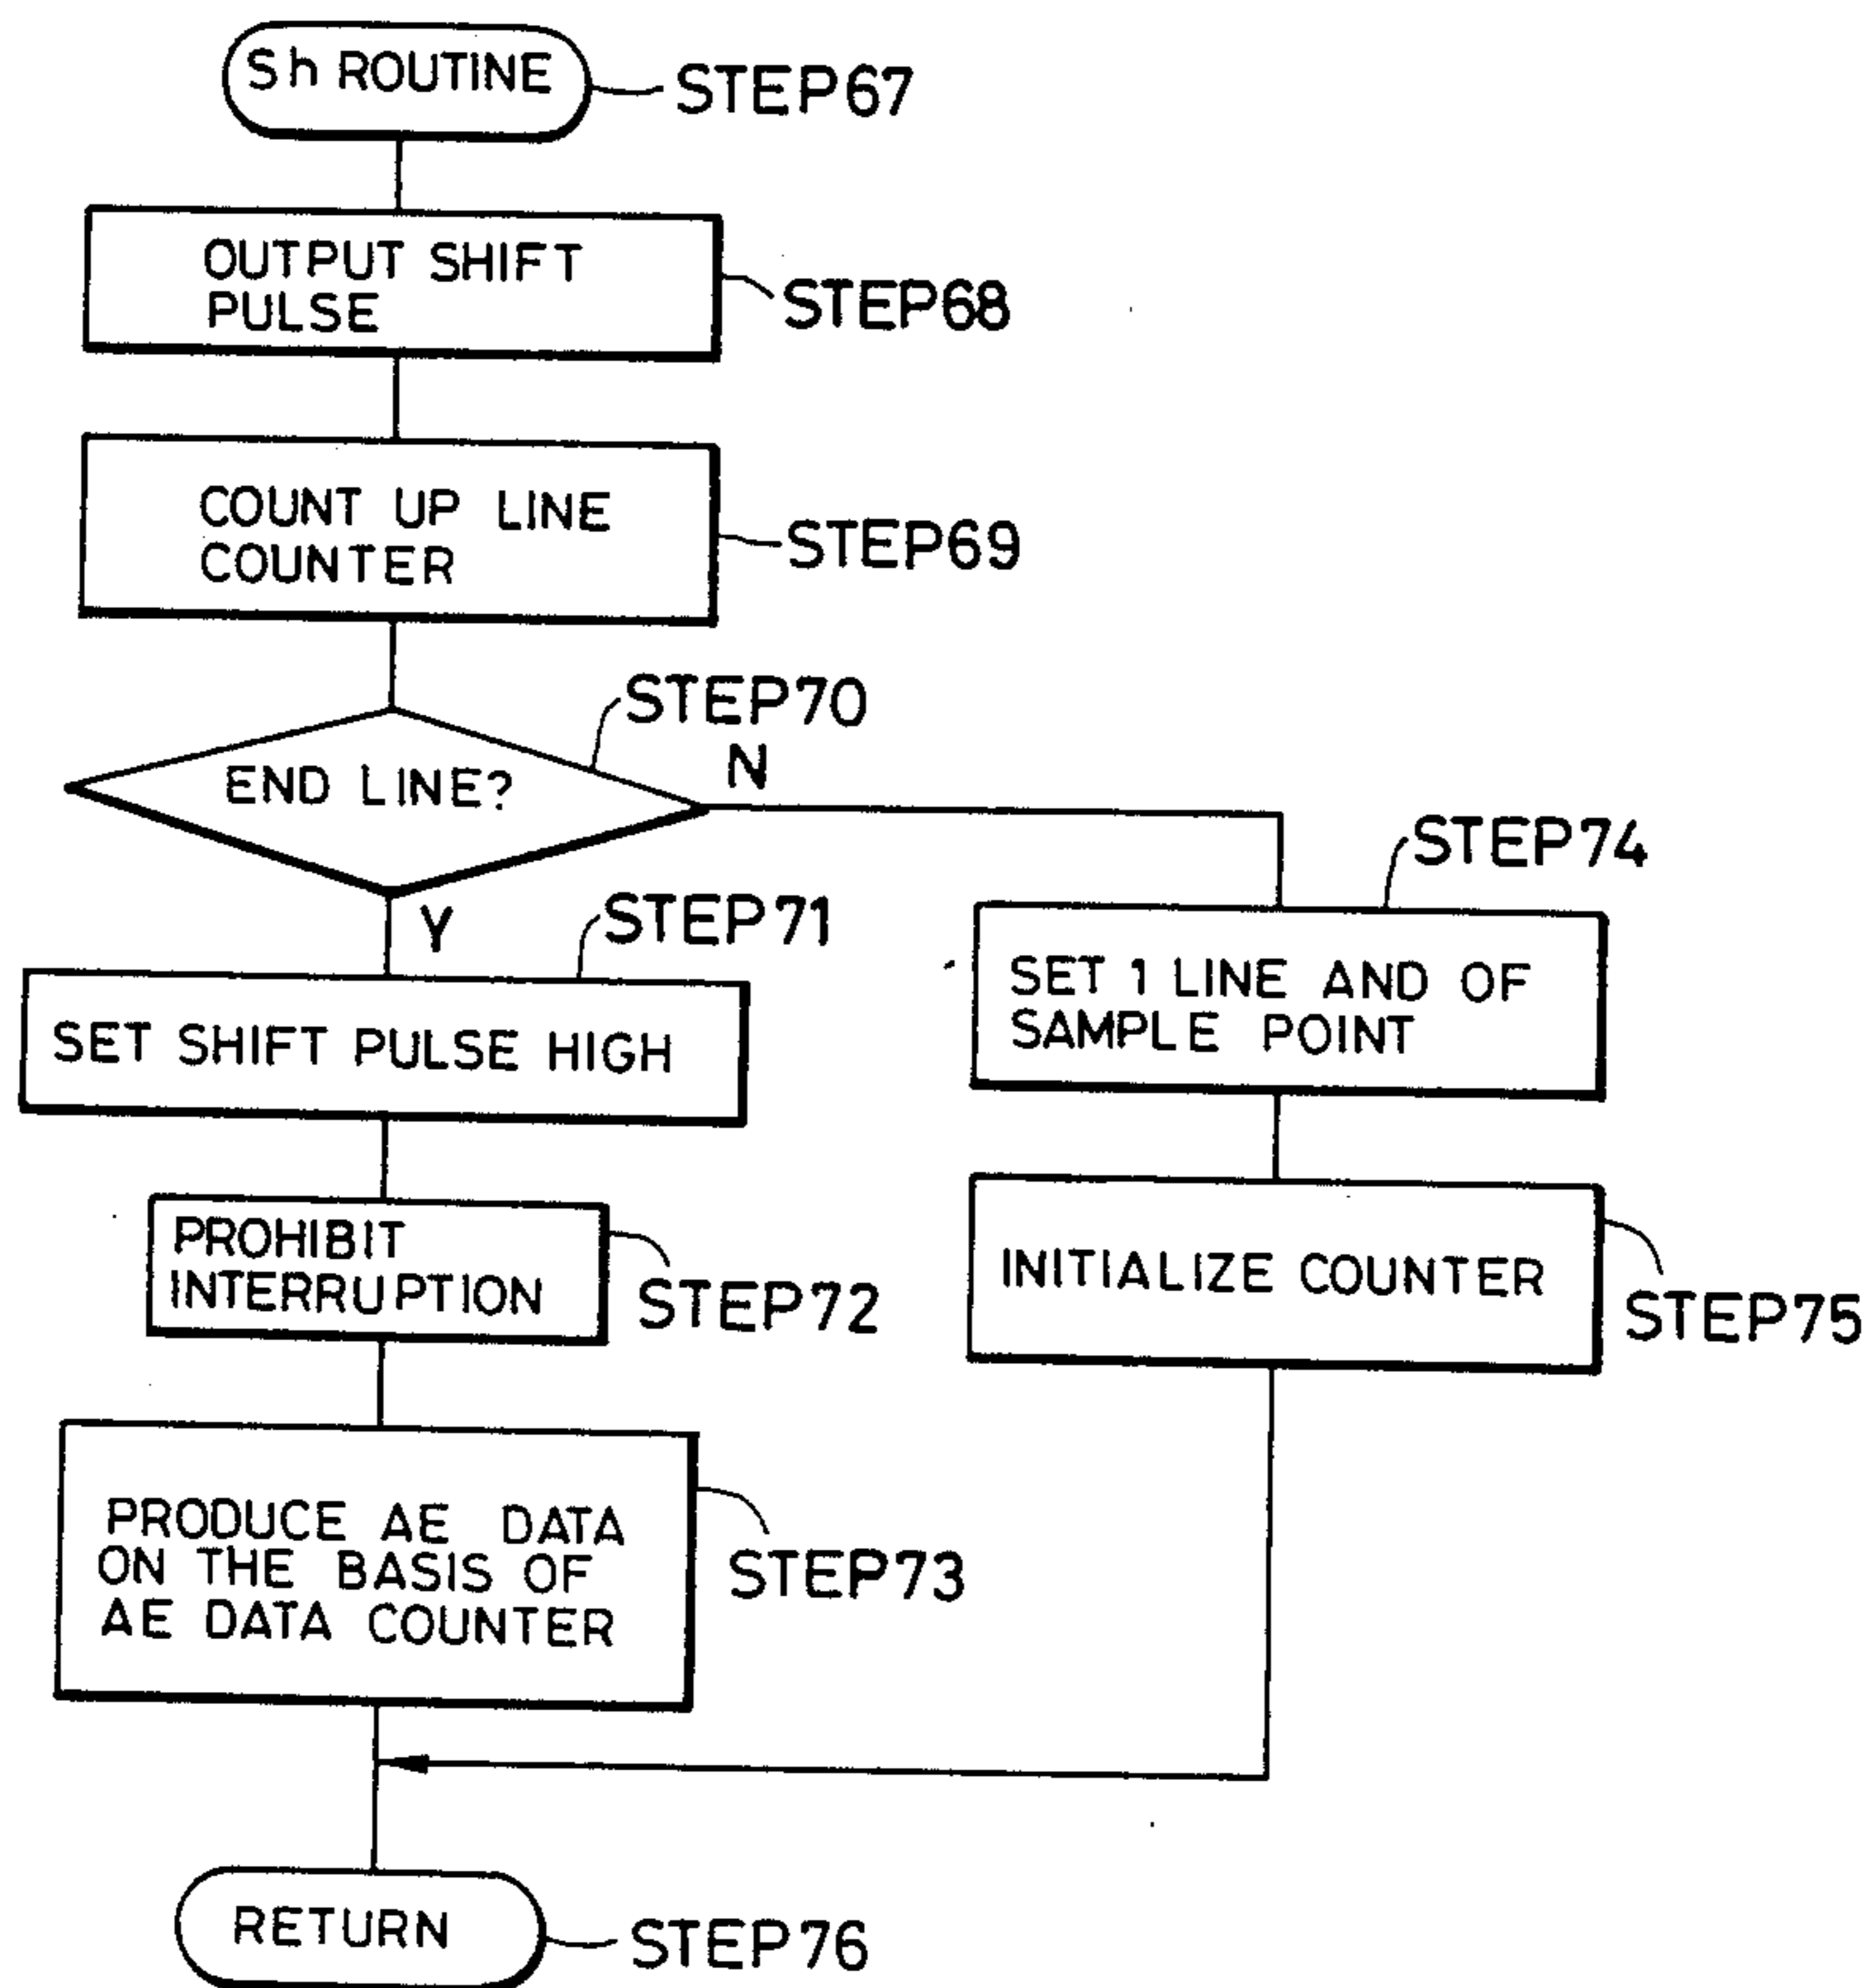 Sh ROUTINE
STEP67
OUTPUT SHIFT
PULSE
STEP68
COUNT UP LINE
COUNTER
STEP69
STEP70
END LINE?
N
Y
STEP71
SET SHIFT PULSE HIGH
PROHIBIT
INTERRUPTION
STEP72
PRODUCE AE DATA
ON THE BASIS OF
AE DATA COUNTER
STEP73
STEP74
SET 1 LINE AND OF
SAMPLE POINT
INITIALIZE COUNTER
STEP75
RETURN
STEP76